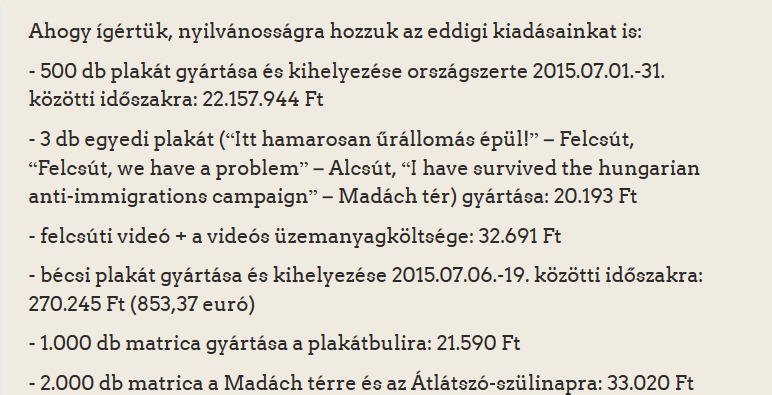 Ahogy ígértük, nyilvánosságra hozzuk az eddigi kiadásainkat is:
- 500 db plakát gyártása és kihelyezése országszerte 2015.07.01.-31.
közötti időszakra: 22.157.944 Ft
- 3 db egyedi plakát (“Itt hamarosan űrállomás épül!” – Felcsút,
“Felcsút, we have a problem” – Alcsút, “I have survived the hungarian
anti-immigrations campaign” – Madách tér) gyártása: 20.193 Ft
- felcsúti videó + a videós üzemanyagköltsége: 32.691 Ft
- bécsi plakát gyártása és kihelyezése 2015.07.06.-19. közötti időszakra:
270.245 Ft (853,37 euró)
- 1.000 db matrica gyártása a plakátbulira: 21.590 Ft
- 2.000 db matrica a Madách térre és az Átlátszó-szülinapra: 33.020 Ft